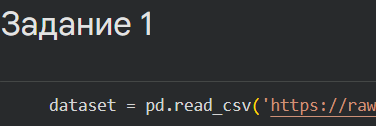 Задание 1
dataset = pd.read_csv('https://raw